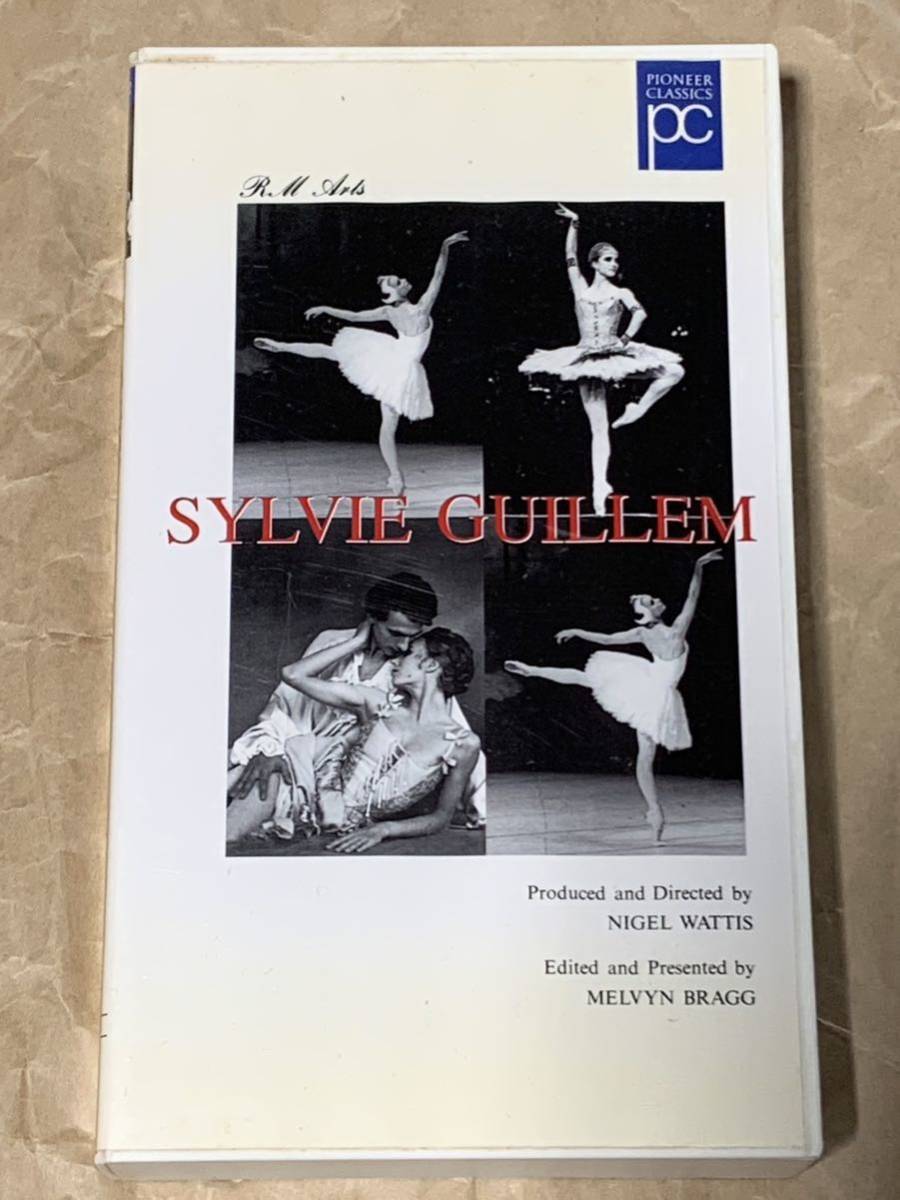 PIONEER
CLASSICS
pc
RM Arts
SYLVIE GUILLEM
Produced and Directed by
NIGEL WATTIS
Edited and Presented by
MELVYN BRAGG